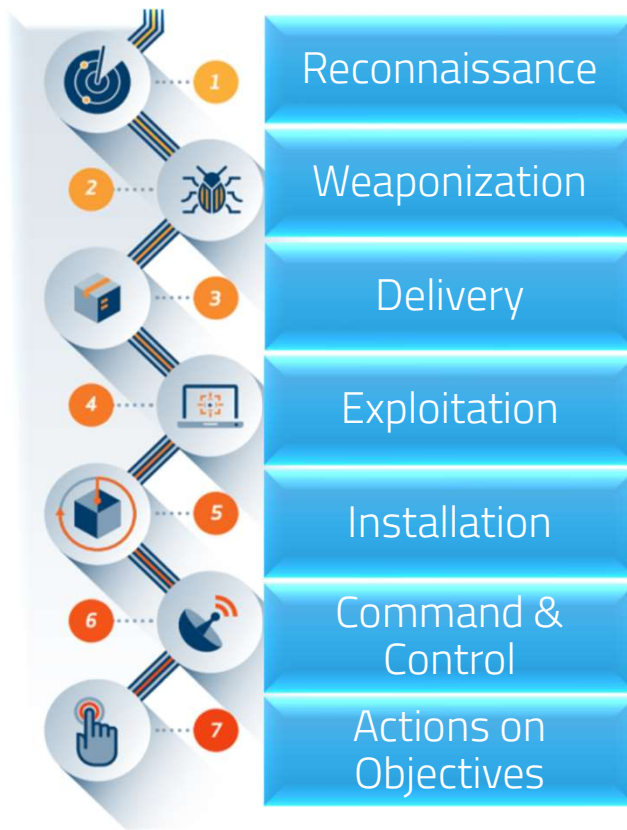 1
Reconnaissance
2
Weaponization
3
Delivery
4
Exploitation
5
Installation
6
Command &
Control
7
Actions on
Objectives